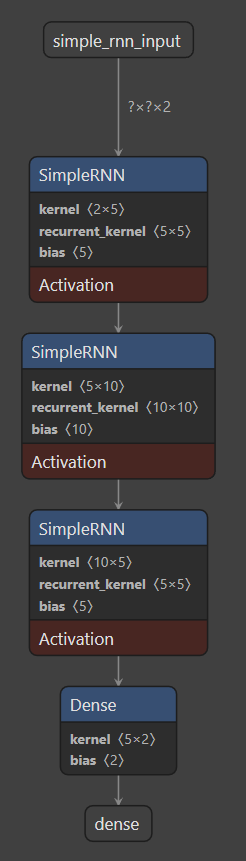 simple_rnn_input
?×?×2
SimpleRNN
kernel 〈2×5〉
recurrent_kernel 〈5×5〉
bias 〈5〉
Activation
SimpleRNN
kernel 〈5×10〉
recurrent_kernel 〈10×10〉
bias 〈10〉
Activation
SimpleRNN
kernel 〈10×5〉
recurrent_kernel 〈5×5〉
bias 〈5〉
Activation
Dense
kernel 〈5×2〉
bias 〈2〉
dense